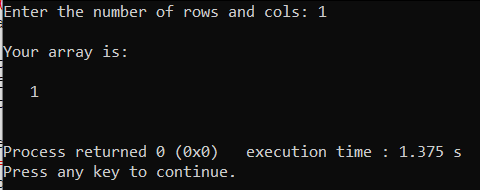 Enter the number of rows and cols: 1
Your array is:
1
Process returned 0 (0x0)   execution time : 1.375 s
Press any key to continue.